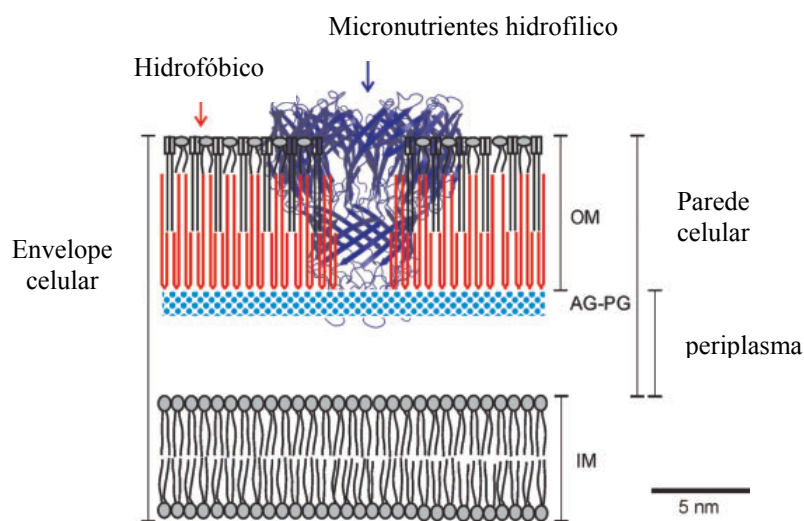 Micronutrientes hidrofílico
Hidrofóbico
OM
Parede
celular
Envelope
celular
AG-PG
periplasma
IM
5 nm